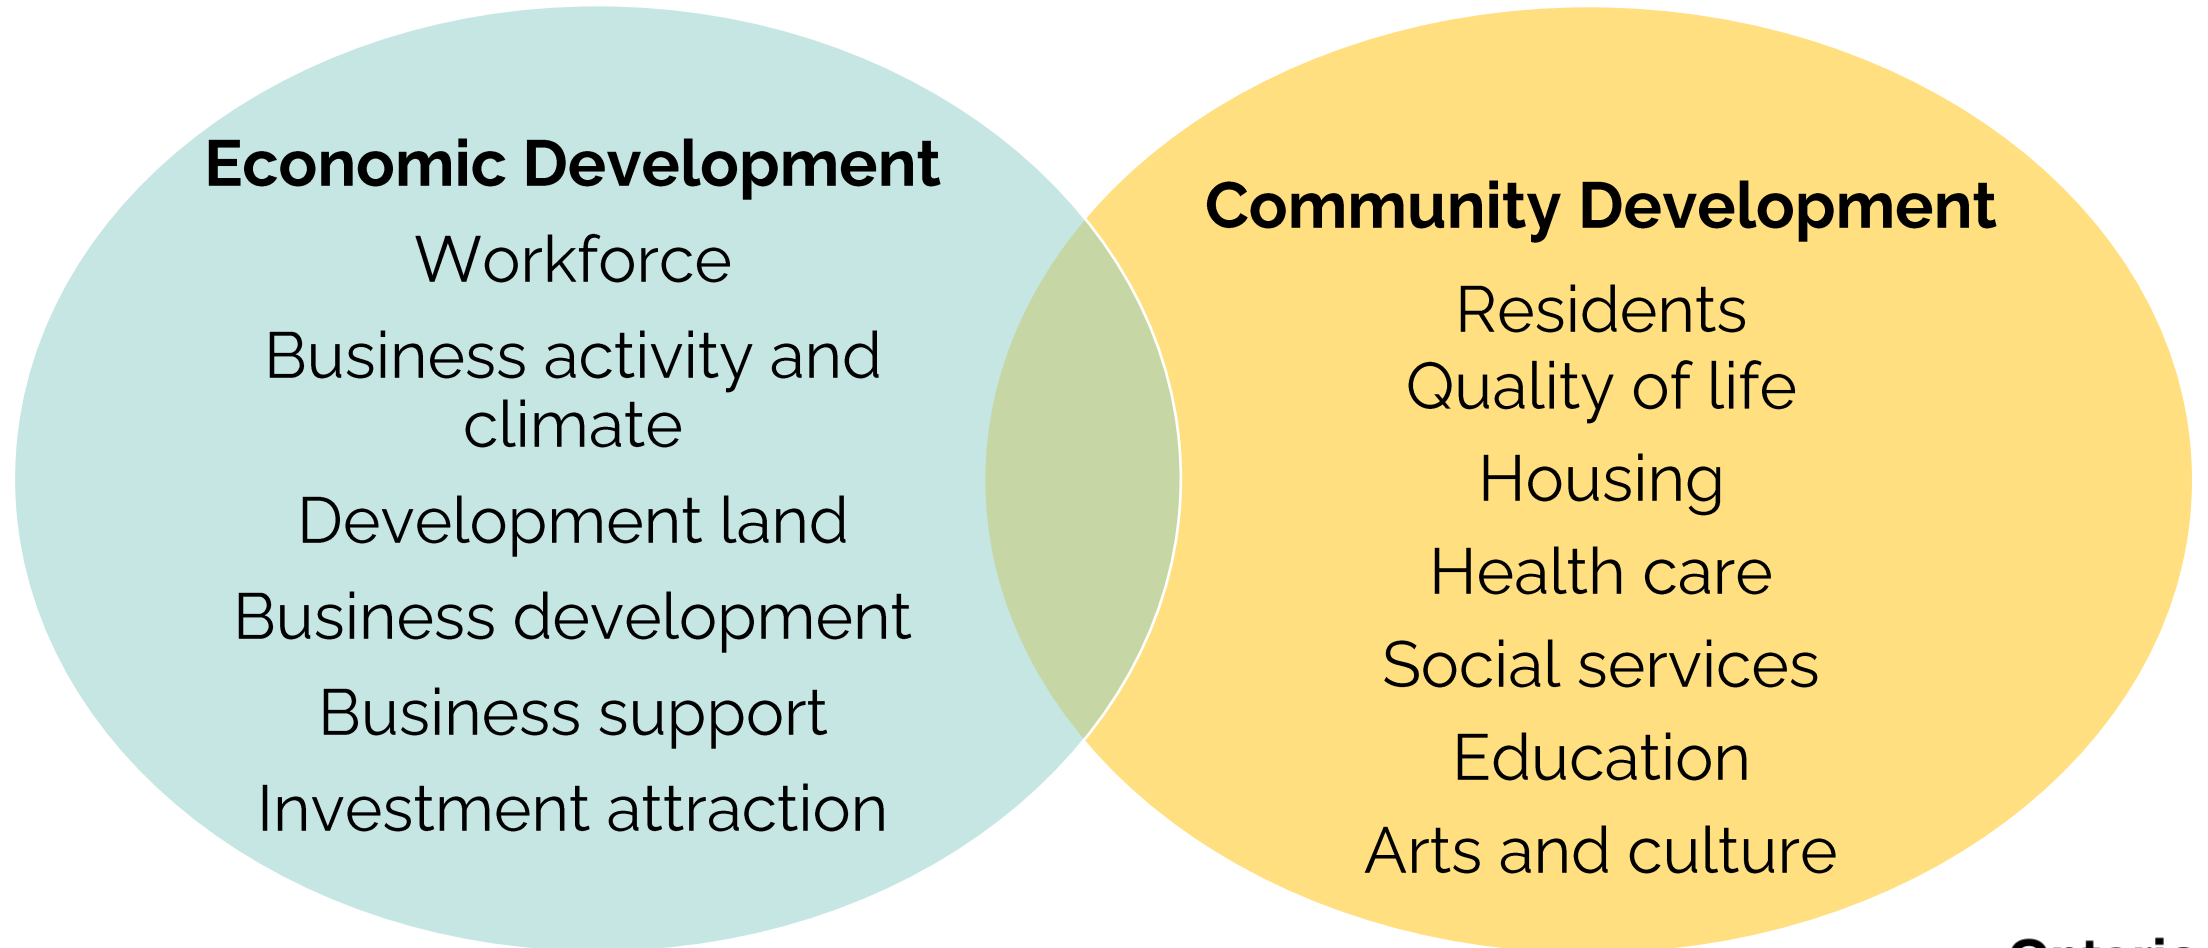 Economic Development
Workforce
Business activity and
climate
Development land
Business development
Business support
Investment attraction
Community Development
Residents
Quality of life
Housing
Health care
Social services
Education
Arts and culture